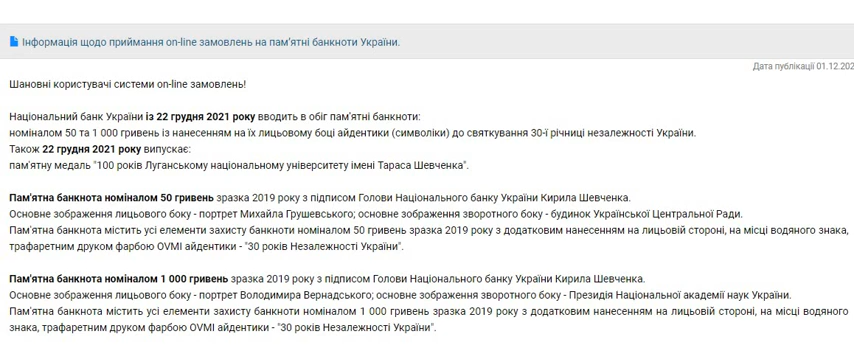 Інформація щодо приймання on-line замовлень на пам'ятні банкноти України.
Дата публікації 01.12.202
Шановні користувачі системи on-line замовлень!
Національний банк України із 22 грудня 2021 року вводить в обіг пам'ятні банкноти:
номіналом 50 та 1 000 гривень із нанесенням на їх лицьовому боці айдентики (символіки) до святкування 30-ї річниці незалежності України.
Також 22 грудня 2021 року випускає:
пам'ятну медаль "100 років Луганському національному університету імені Тараса Шевченка".
Пам'ятна банкнота номіналом 50 гривень зразка 2019 року з підписом Голови Національного банку України Кирила Шевченка.
Основне зображення лицьового боку - портрет Михайла Грушевського; основне зображення зворотного боку - будинок Української Центральної Ради.
Пам'ятна банкнота містить усі елементи захисту банкноти номіналом 50 гривень зразка 2019 року з додатковим нанесенням на лицьовій стороні, на місці водяного знака,
трафаретним друком фарбою OVMI айдентики - "30 років Незалежності України".
Пам'ятна банкнота номіналом 1 000 гривень зразка 2019 року з підписом Голови Національного банку України Кирила Шевченка.
Основне зображення лицьового боку - портрет Володимира Вернадського; основне зображення зворотного боку - Президія Національної академії наук України.
Пам'ятна банкнота містить усі елементи захисту банкноти номіналом 1 000 гривень зразка 2019 року з додатковим нанесенням на лицьовій стороні, на місці водяного
знака, трафаретним друком фарбою OVMI айдентики - "30 років Незалежності України".